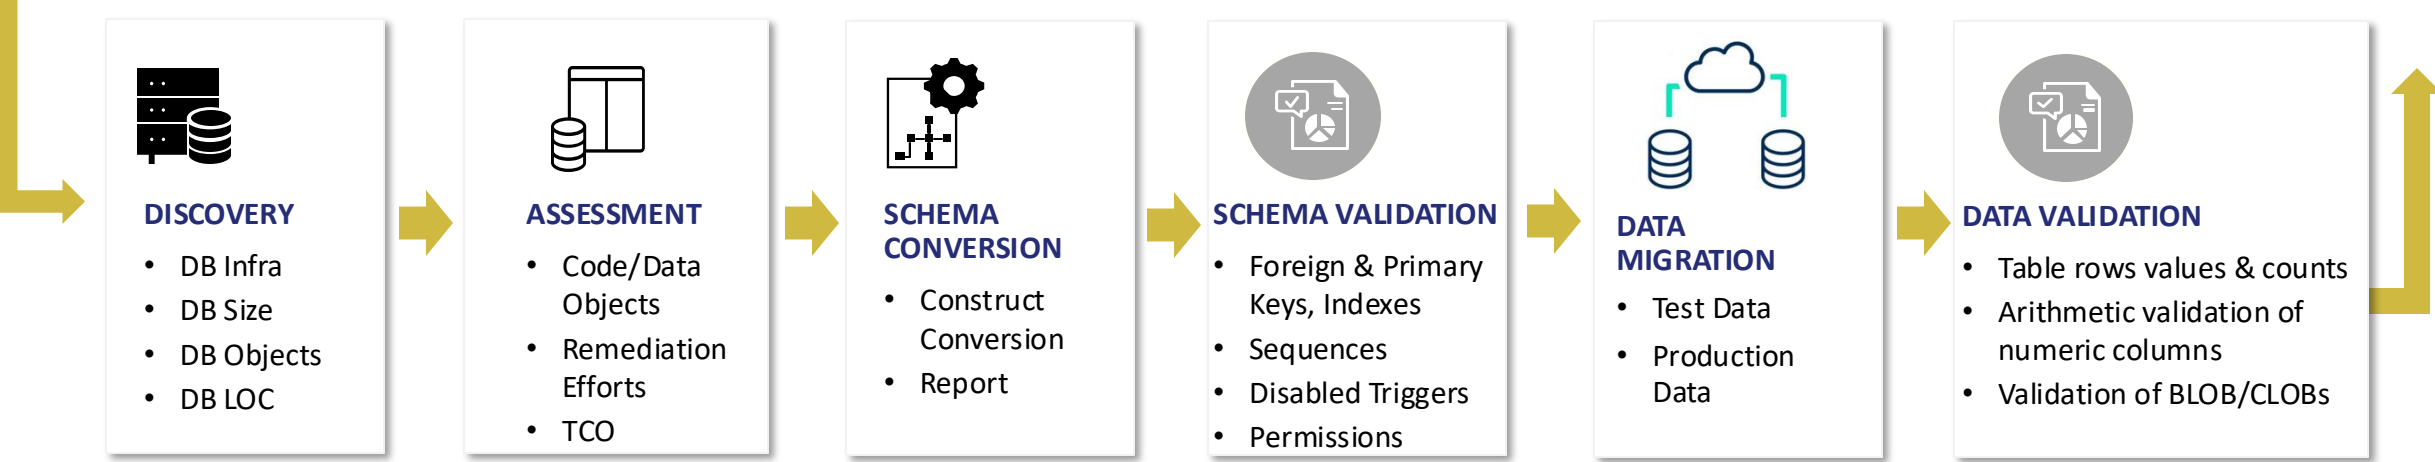 DISCOVERY
• DB Infra
• DB Size
• DB Objects
• DB LOC
ASSESSMENT
• Code/Data
Objects
• Remediation
Efforts
• TCO
SCHEMA
CONVERSION
• Construct
Conversion
• Report
SCHEMA VALIDATION
• Foreign & Primary
Keys, Indexes
• Sequences
• Disabled Triggers
• Permissions
DATA
MIGRATION
• Test Data
• Production
Data
DATA VALIDATION
• Table rows values & counts
• Arithmetic validation of
numeric columns
• Validation of BLOB/CLOBs